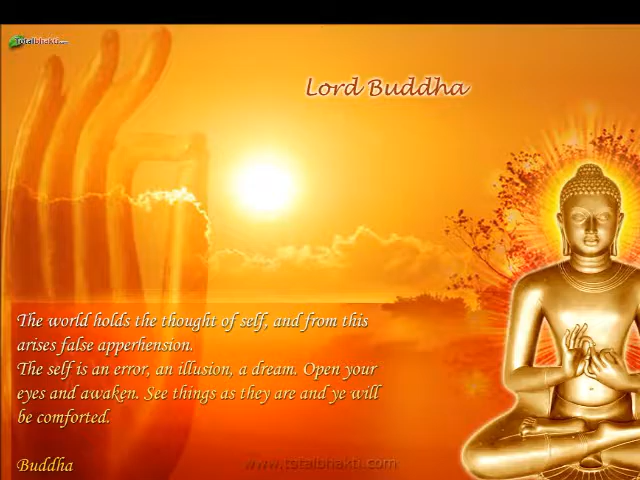 Totalbhakti.com
Lord Buddha
The world holds the thought of self, and from this
arises false apperhension.
The self is an error, an illusion, a dream. Open your
eyes and awaken. See things as they are and ye will
be comforted.
Buddha
www.totalbhakti.com